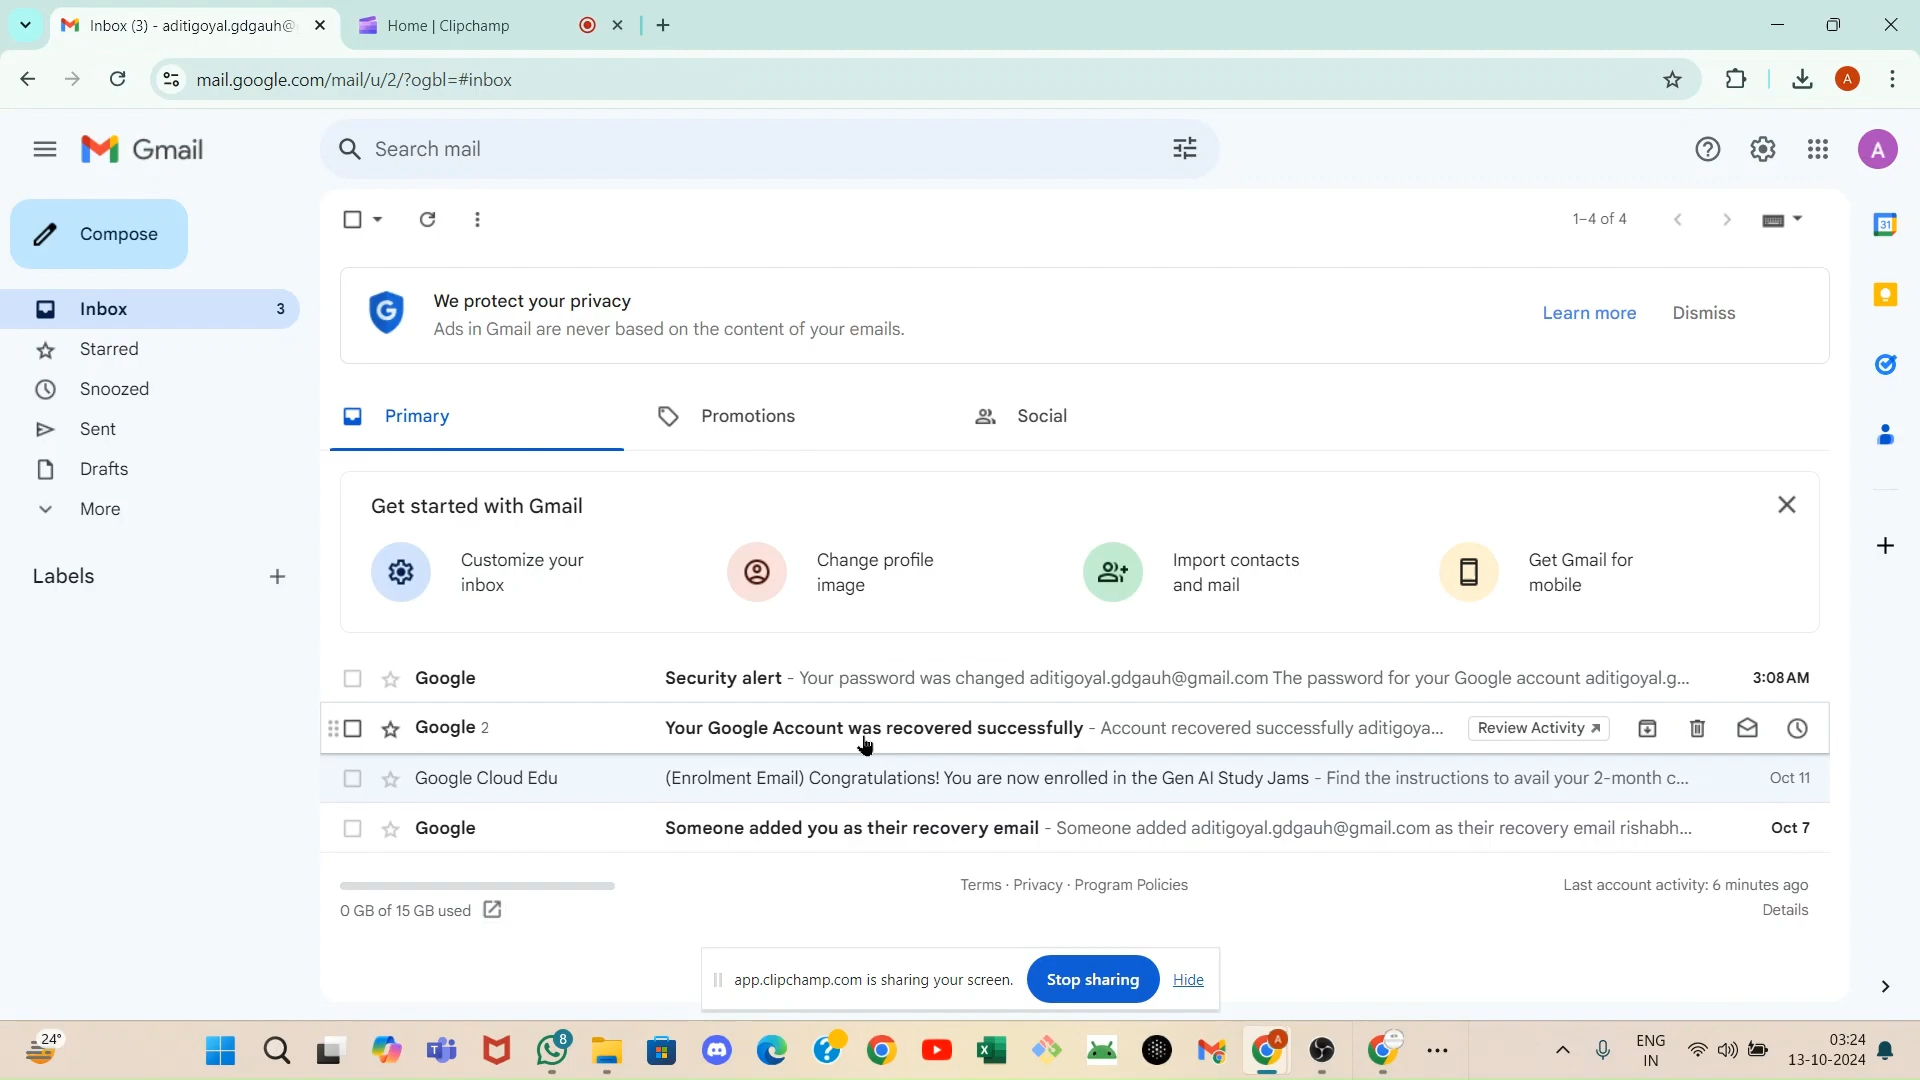 Inbox (3) - aditigoyal.gdgauh@
Home | Clipchamp
mail.google.com/mail/u/2/?ogbl=#inbox
A
Gmail
Search mail
A
Compose
1–4 of 4
31
We protect your privacy
Ads in Gmail are never based on the content of your emails.
Learn more
Dismiss
Inbox
3
Starred
Snoozed
Sent
Drafts
More
Labels
Primary
Promotions
Social
Get started with Gmail
Customize your
inbox
Change profile
image
Import contacts
and mail
Get Gmail for
mobile
Google
Security alert - Your password was changed aditigoyal.gdgauh@gmail.com The password for your Google account aditigoyal.g...
3:08 AM
Google 2
Your Google Account was recovered successfully - Account recovered successfully aditigoya...
Review Activity
Google Cloud Edu
(Enrolment Email) Congratulations! You are now enrolled in the Gen AI Study Jams - Find the instructions to avail your 2-month c...
Oct 11
Google
Someone added you as their recovery email - Someone added aditigoyal.gdgauh@gmail.com as their recovery email rishabh...
Oct 7
0 GB of 15 GB used
Terms · Privacy · Program Policies
Last account activity: 6 minutes ago
Details
app.clipchamp.com is sharing your screen.
Stop sharing
Hide
24°
8
A
ENG
IN
03:24
13-10-2024